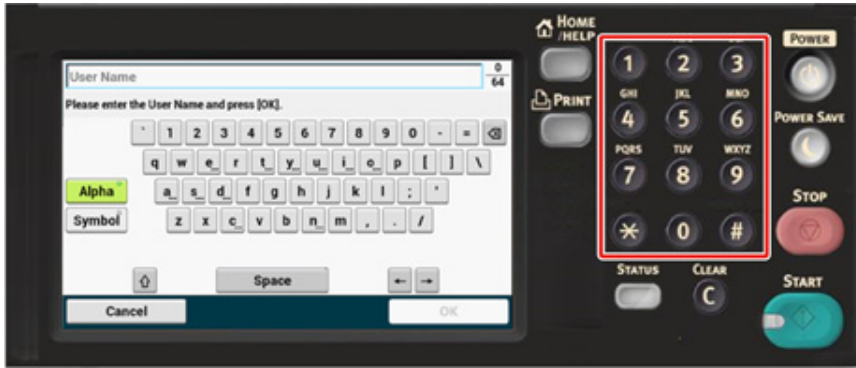 User Name
0
64
Please enter the User Name and press [OK].
` 1 2 3 4 5 6 7 8 9 0 - =
q w e r t y u i o p [ ] \
Alpha
a s d f g h j k l ; '
Symbol
z x c v b n m , . /
Space
← →
Cancel
OK
HOME
/HELP
PRINT
1 2 3
GHI JKL MNO
4 5 6
PQRS TUV WXYZ
7 8 9
* 0 #
STATUS
CLEAR
C
POWER
POWER SAVE
STOP
START